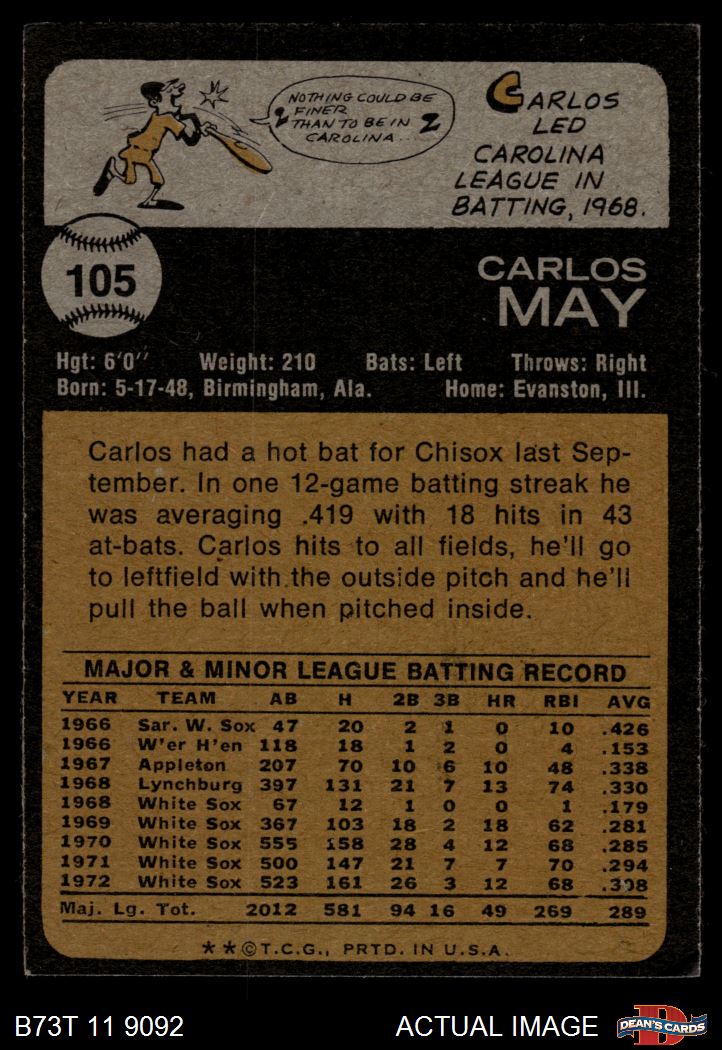 NOTHING COULD BE
FINER
THAN TO BE IN
CAROLINA...
CARLOS
LED
CAROLINA
LEAGUE IN
BATTING, 1968.
105
CARLOS
MAY
Hgt: 6'0" Weight: 210 Bats: Left Throws: Right
Born: 5-17-48, Birmingham, Ala. Home: Evanston, Ill.
Carlos had a hot bat for Chisox last Sep-
tember. In one 12-game batting streak he
was averaging .419 with 18 hits in 43
at-bats. Carlos hits to all fields, he'll go
to leftfield with the outside pitch and he'll
pull the ball when pitched inside.
MAJOR & MINOR LEAGUE BATTING RECORD
YEAR TEAM AB H 2B 3B HR RBI AVG
1966 Sar. W. Sox 47 20 2 1 0 10 .426
1966 W'er H'en 118 18 1 2 0 4 .153
1967 Appleton 207 70 10 6 10 48 .338
1968 Lynchburg 397 131 21 7 13 74 .330
1968 White Sox 67 12 1 0 0 1 .179
1969 White Sox 367 103 18 2 18 62 .281
1970 White Sox 555 158 28 4 12 68 .285
1971 White Sox 500 147 21 7 7 70 .294
1972 White Sox 523 161 26 3 12 68 .308
Maj. Lg. Tot. 2012 581 94 16 49 269 289
**©T.C.G., PRTD. IN U.S.A.
B73T 11 9092 ACTUAL IMAGE DEAN'S CARDS